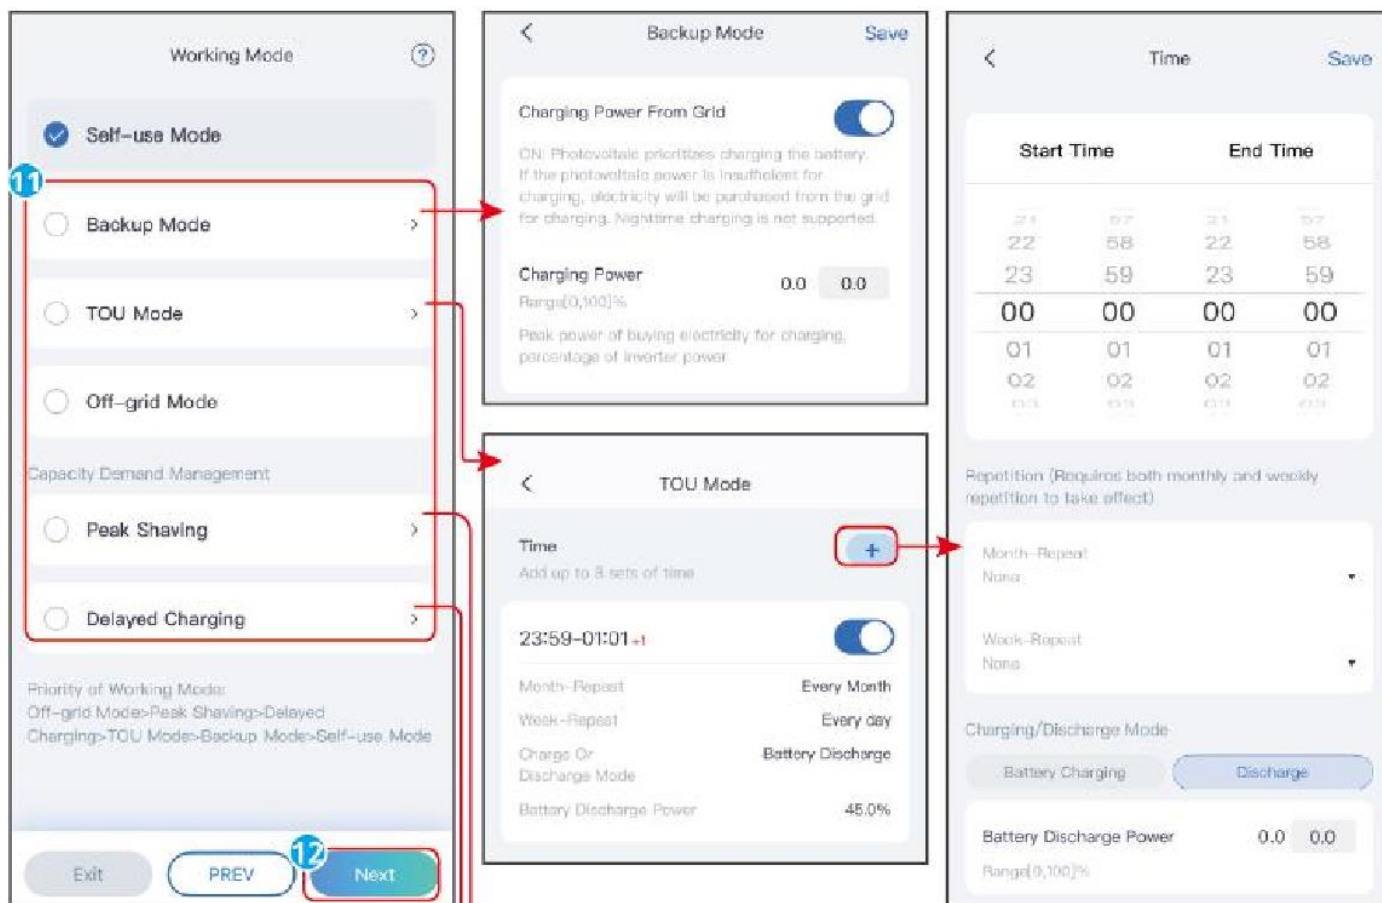 Working Mode
?
Self-use Mode
11
Backup Mode
TOU Mode
Off-grid Mode
Capacity Demand Management
Peak Shaving
Delayed Charging
Priority of Working Mode:
Off-grid Mode>Peak Shaving>Delayed
Charging>TOU Mode>Backup Mode>Self-use Mode
Exit
PREV
12
Next
Backup Mode
Save
Charging Power From Grid
ON: Photovoltaic prioritizes charging the battery.
If the photovoltaic power is insufficient for
charging, electricity will be purchased from the grid
for charging. Nighttime charging is not supported.
Charging Power
0.0 0.0
Range[0,100]%
Peak power of buying electricity for charging,
percentage of inverter power
TOU Mode
Time
+
Add up to 8 sets of time
23:59-01:01 +1
Month-Repeat Every Month
Week-Repeat Every day
Charge Or
Discharge Mode
Battery Discharge
Battery Discharge Power 45.0%
Time
Save
Start Time End Time
21 57 21 57
22 58 22 58
23 59 23 59
00 00 00 00
01 01 01 01
02 02 02 02
03 03 03 03
Repetition (Requires both monthly and weekly
repetition to take effect)
Month-Repeat
None
Week-Repeat
None
Charging/Discharge Mode
Battery Charging
Discharge
Battery Discharge Power 0.0 0.0
Range[0,100]%